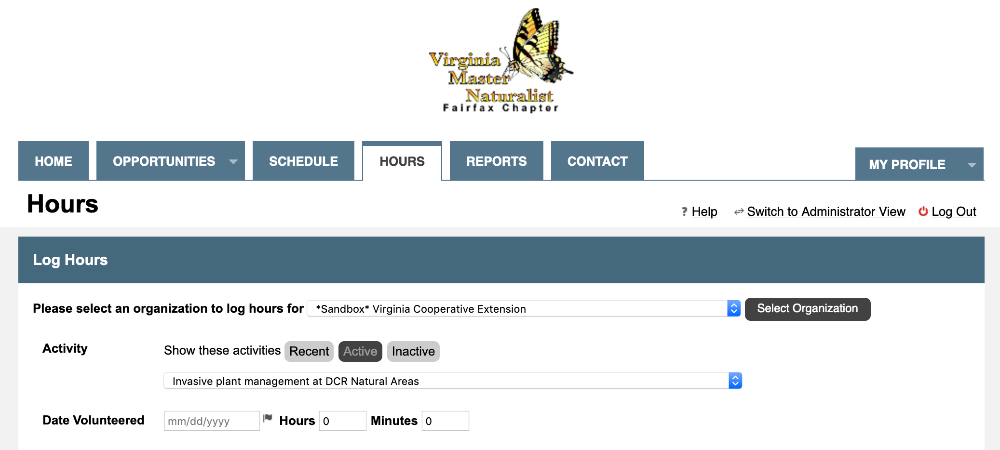 Virginia
Master
Naturalist
Fairfax Chapter
HOME OPPORTUNITIES SCHEDULE HOURS REPORTS CONTACT MY PROFILE
Hours
? Help Switch to Administrator View Log Out
Log Hours
Please select an organization to log hours for *Sandbox* Virginia Cooperative Extension Select Organization
Activity Show these activities Recent Active Inactive
Invasive plant management at DCR Natural Areas
Date Volunteered mm/dd/yyyy Hours 0 Minutes 0